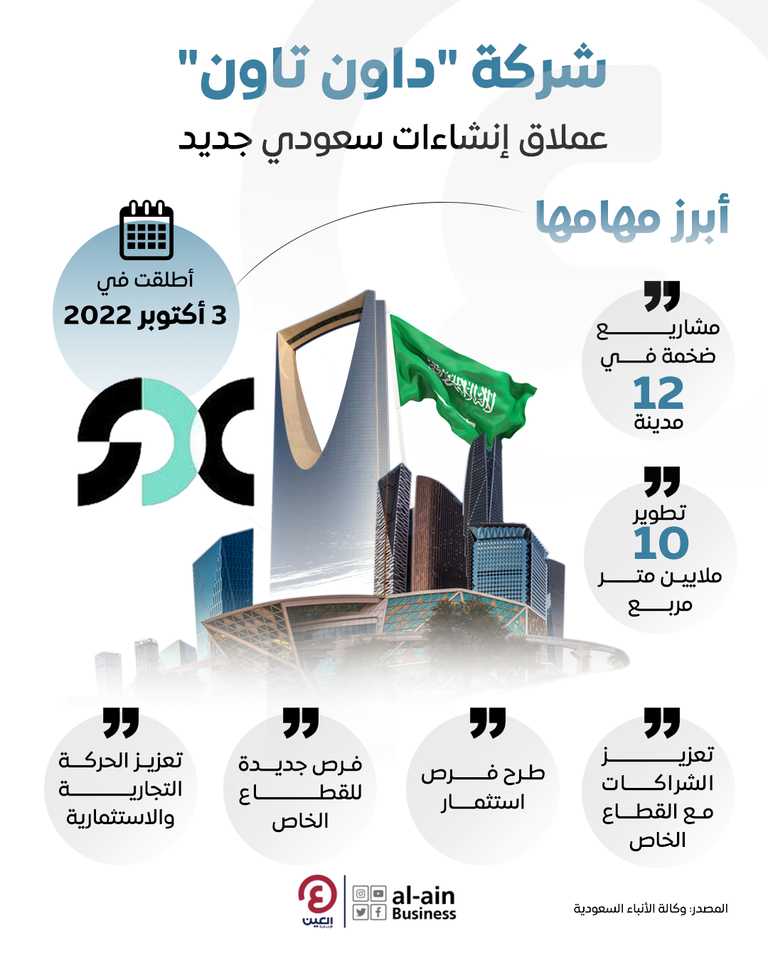 شركة "داون تاون"
عملاق إنشاءات سعودي جديد
أبرز مهامها
أطلقت في
3 أكتوبر 2022
SDC
مشاريع
ضخمة في
12
مدينة
تطوير
10
ملايين متر
مربع
تعزيز
الشراكات
مع القطاع
الخاص
طرح فرص
استثمار
فرص جديدة
للقطاع
الخاص
تعزيز الحركة
التجارية
والاستثمارية
العين
al-ain
Business
المصدر: وكالة الأنباء السعودية